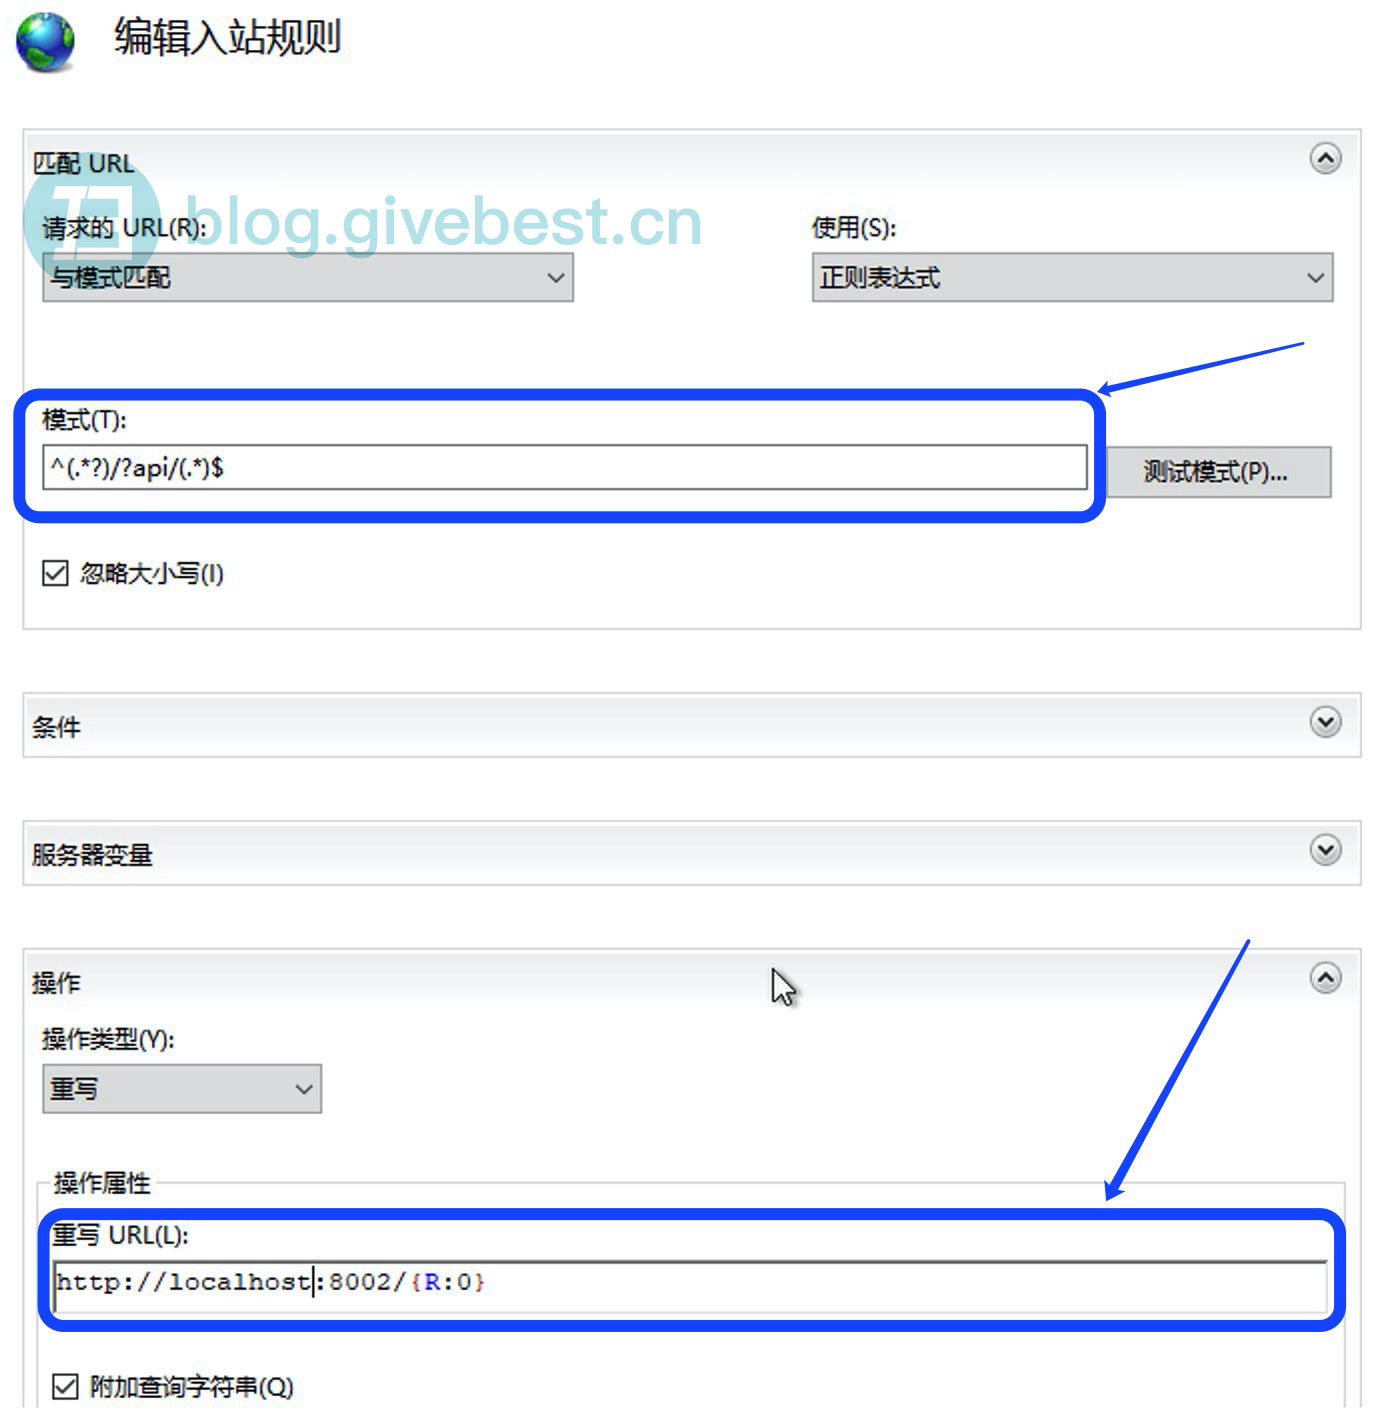 编辑入站规则
匹配 URL
blog.givebest.cn
请求的 URL(R):
使用(S):
与模式匹配
正则表达式
模式(T):
^(.*?)/?api/(.*)$
测试模式(P)...
忽略大小写(I)
条件
服务器变量
操作
操作类型(Y):
重写
操作属性
重写 URL(L):
http://localhost:8002/{R:0}
附加查询字符串(Q)